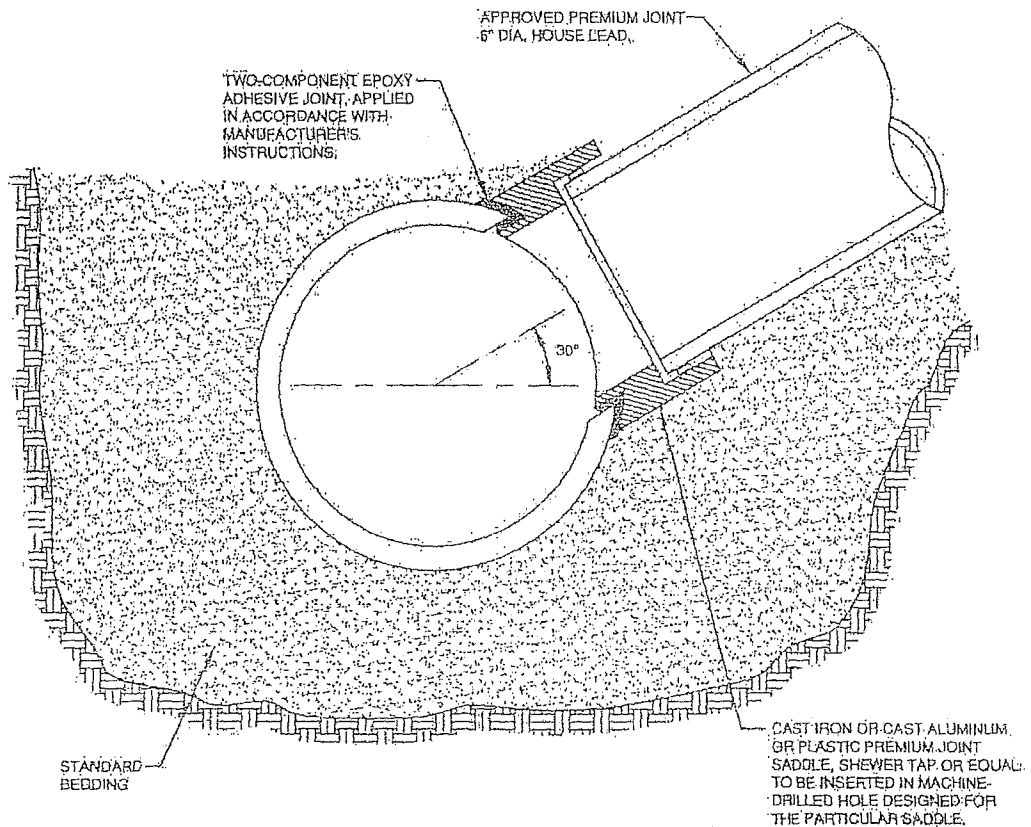 APPROVED PREMIUM JOINT
6" DIA. HOUSE LEAD.
TWO-COMPONENT EPOXY
ADHESIVE JOINT, APPLIED
IN ACCORDANCE WITH
MANUFACTURER'S
INSTRUCTIONS.
30°
STANDARD
BEDDING
CAST IRON OR CAST ALUMINUM
OR PLASTIC PREMIUM JOINT
SADDLE, SHEWER TAP OR EQUAL
TO BE INSERTED IN MACHINE-
DRILLED HOLE DESIGNED FOR
THE PARTICULAR SADDLE.